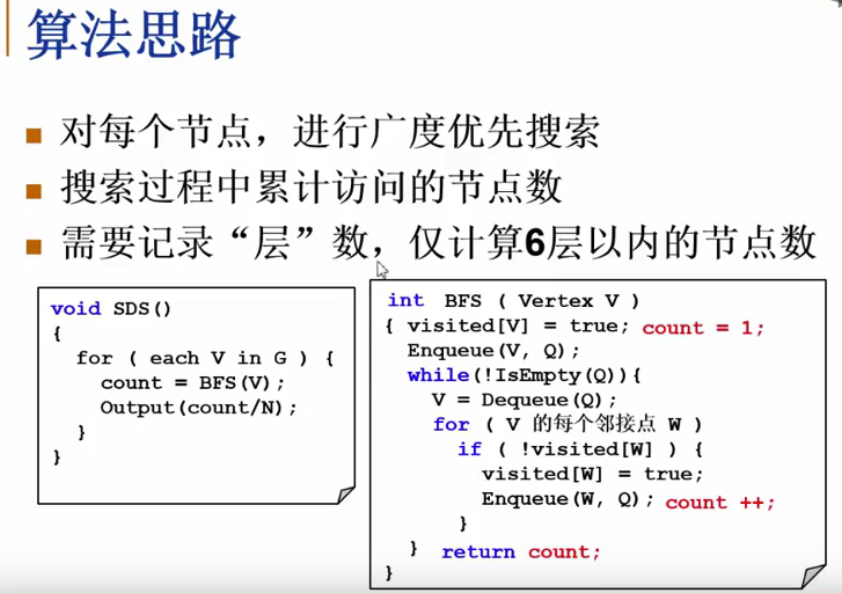 算法思路
对每个节点，进行广度优先搜索
搜索过程中累计访问的节点数
需要记录“层”数，仅计算6层以内的节点数
void SDS()
{
for ( each V in G ) {
count = BFS(V);
Output(count/N);
}
}
int BFS ( Vertex V )
{ visited[V] = true; count = 1;
Enqueue(V, Q);
while(!IsEmpty(Q)){
V = Dequeue(Q);
for ( V 的每个邻接点 W )
if ( !visited[W] ) {
visited[W] = true;
Enqueue(W, Q); count ++;
}
} return count;
}